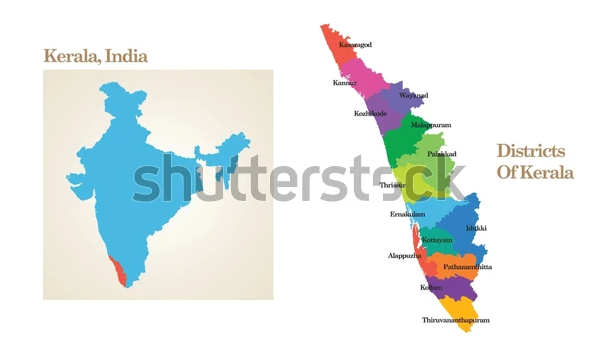 Kerala, India
shutterstock
Districts
Of Kerala
Kasaragod
Kannur
Wayanad
Kozhikode
Malappuram
Palakkad
Thrissur
Ernakulam
Idukki
Kottayam
Alappuzha
Pathanamthitta
Kollam
Thiruvananthapuram